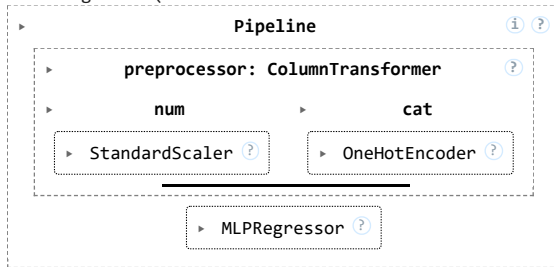 Pipeline i ?
preprocessor: ColumnTransformer ?
num cat
StandardScaler ? OneHotEncoder ?
MLPRegressor ?